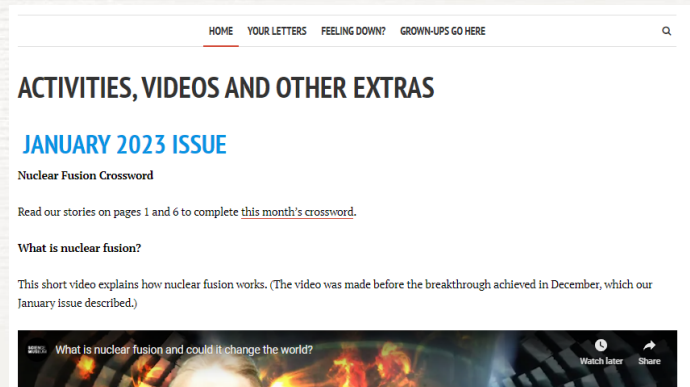 HOME YOUR LETTERS FEELING DOWN? GROWN-UPS GO HERE
ACTIVITIES, VIDEOS AND OTHER EXTRAS
JANUARY 2023 ISSUE
Nuclear Fusion Crossword
Read our stories on pages 1 and 6 to complete this month’s crossword.
What is nuclear fusion?
This short video explains how nuclear fusion works. (The video was made before the breakthrough achieved in December, which our
January issue described.)
What is nuclear fusion and could it change the world?
Watch later Share